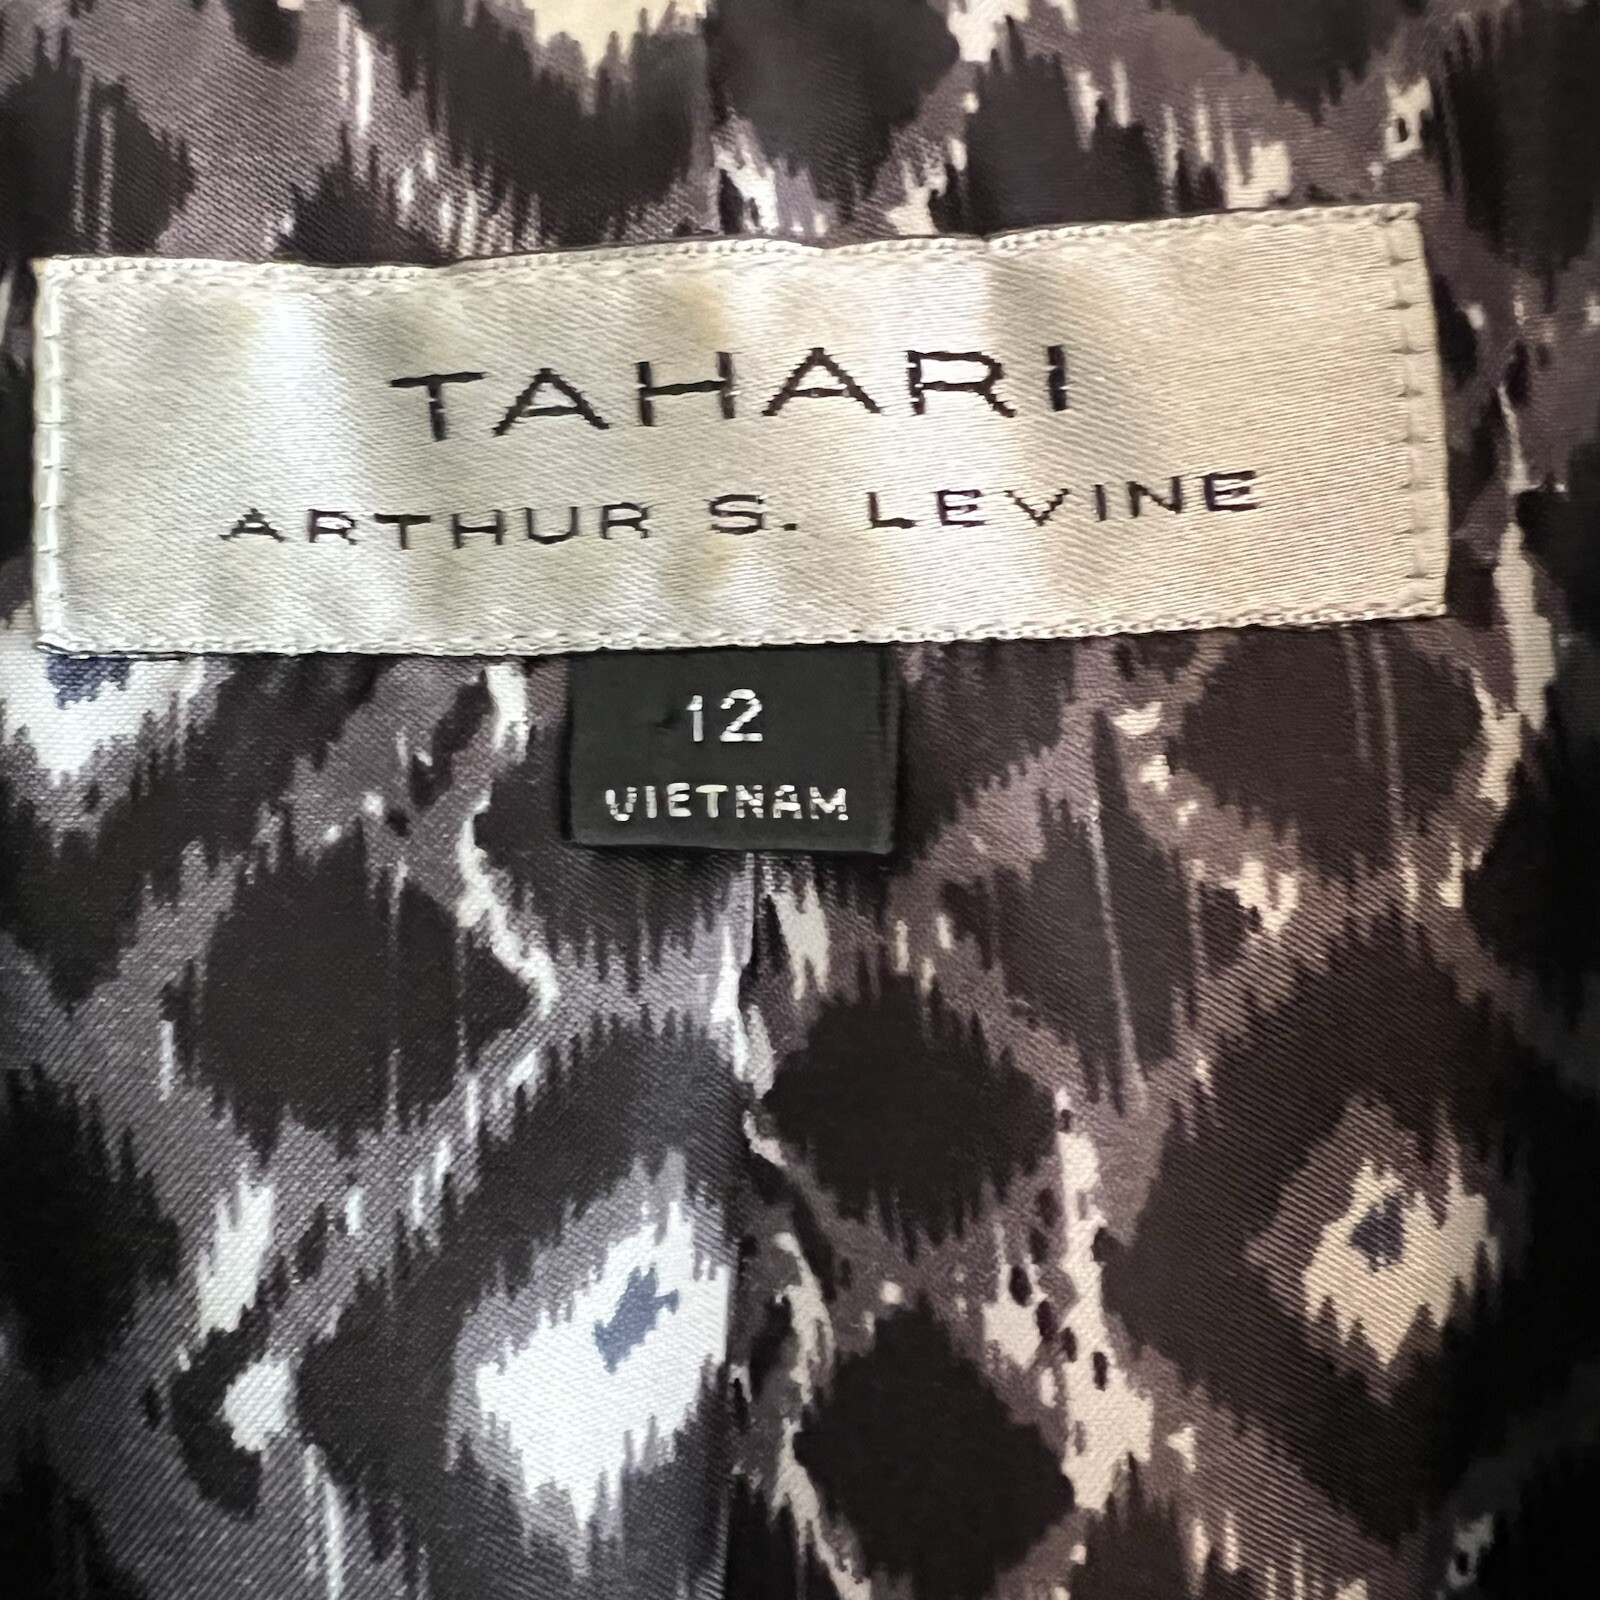 TAHARI
ARTHUR S. LEVINE
12
VIETNAM